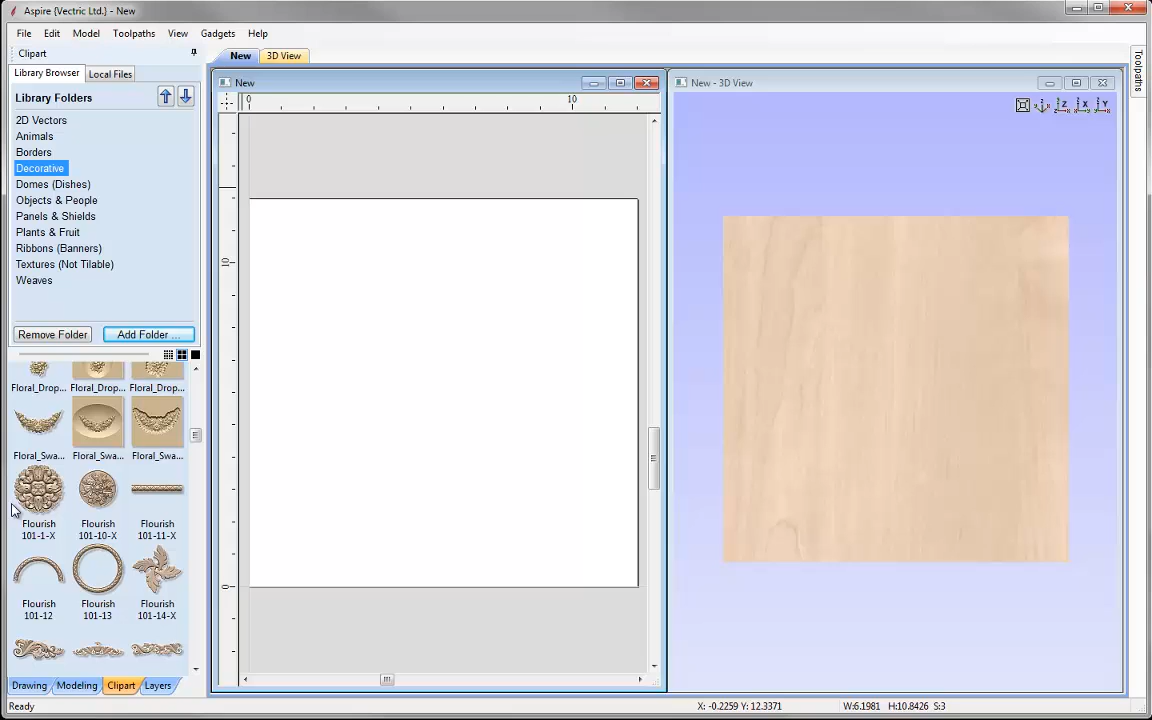 Aspire {Vectric Ltd.} - New
File Edit Model Toolpaths View Gadgets Help
Clipart
Library Browser Local Files
Library Folders
2D Vectors
Animals
Borders
Decorative
Domes (Dishes)
Objects & People
Panels & Shields
Plants & Fruit
Ribbons (Banners)
Textures (Not Tilable)
Weaves
Remove Folder Add Folder ...
Floral_Drop... Floral_Drop... Floral_Drop...
Floral_Swa... Floral_Swa... Floral_Swa...
Flourish 101-1-X
Flourish 101-10-X
Flourish 101-11-X
Flourish 101-12
Flourish 101-13
Flourish 101-14-X
Drawing Modeling Clipart Layers
Ready
New 3D View
New
0 10
10
0
New - 3D View
Z X Y
Toolpaths
X: -0.2259 Y: 12.3371
W:6.1981 H:10.8426 S:3